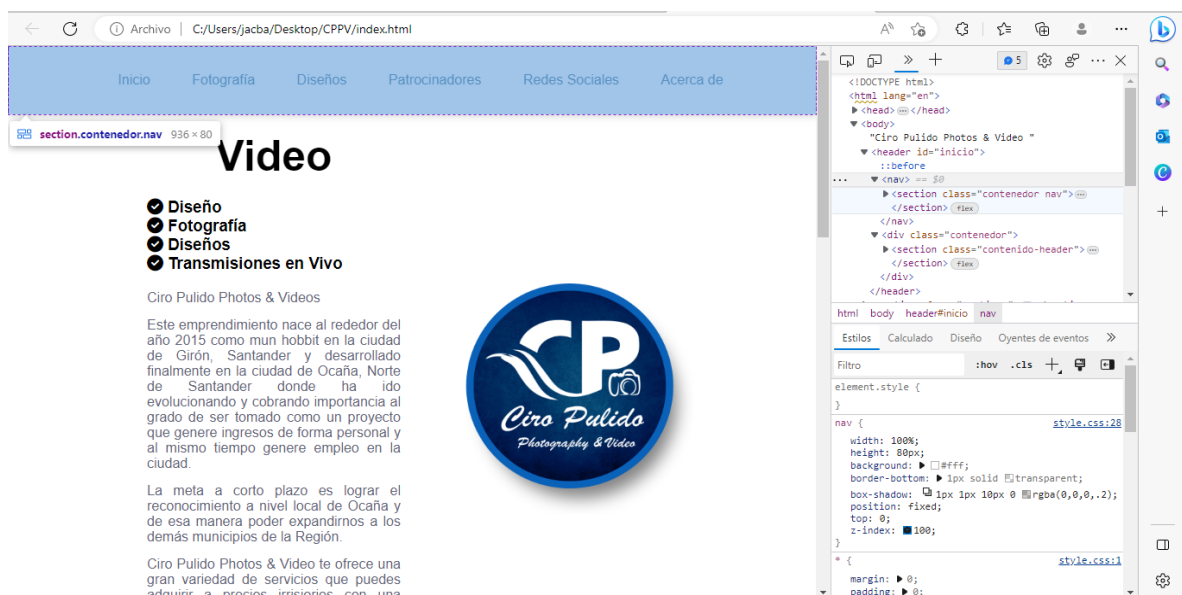 Archivo | C:/Users/jacba/Desktop/CPPV/index.html
Inicio Fotografía Diseños Patrocinadores Redes Sociales Acerca de
section.contenedor.nav 936 × 80
Video
Diseño
Fotografía
Diseños
Transmisiones en Vivo
Ciro Pulido Photos & Videos
Este emprendimiento nace al rededor del
año 2015 como mun hobbit en la ciudad
de Girón, Santander y desarrollado
finalmente en la ciudad de Ocaña, Norte
de Santander donde ha ido
evolucionando y cobrando importancia al
grado de ser tomado como un proyecto
que genere ingresos de forma personal y
al mismo tiempo genere empleo en la
ciudad.
La meta a corto plazo es lograr el
reconocimiento a nivel local de Ocaña y
de esa manera poder expandirnos a los
demás municipios de la Región.
Ciro Pulido Photos & Video te ofrece una
gran variedad de servicios que puedes
adquirir a precios irrisorios con una
CP
Ciro Pulido
Photography & Video
5
<!DOCTYPE html>
<html lang="en">
<head> ⋯ </head>
<body>
"Ciro Pulido Photos & Video "
<header id="inicio">
::before
<nav> == $0
<section class="contenedor nav"> ⋯
</section> flex
</nav>
<div class="contenedor">
<section class="contenido-header"> ⋯
</section> flex
</div>
</header>
html body header#inicio nav
Estilos Calculado Diseño Oyentes de eventos
Filtro :hov .cls
element.style {
}
nav { style.css:28
width: 100%;
height: 80px;
background: #fff;
border-bottom: 1px solid transparent;
box-shadow: 1px 1px 10px 0 rgba(0,0,0,.2);
position: fixed;
top: 0;
z-index: 100;
}
* { style.css:1
margin: 0;
padding: 0;